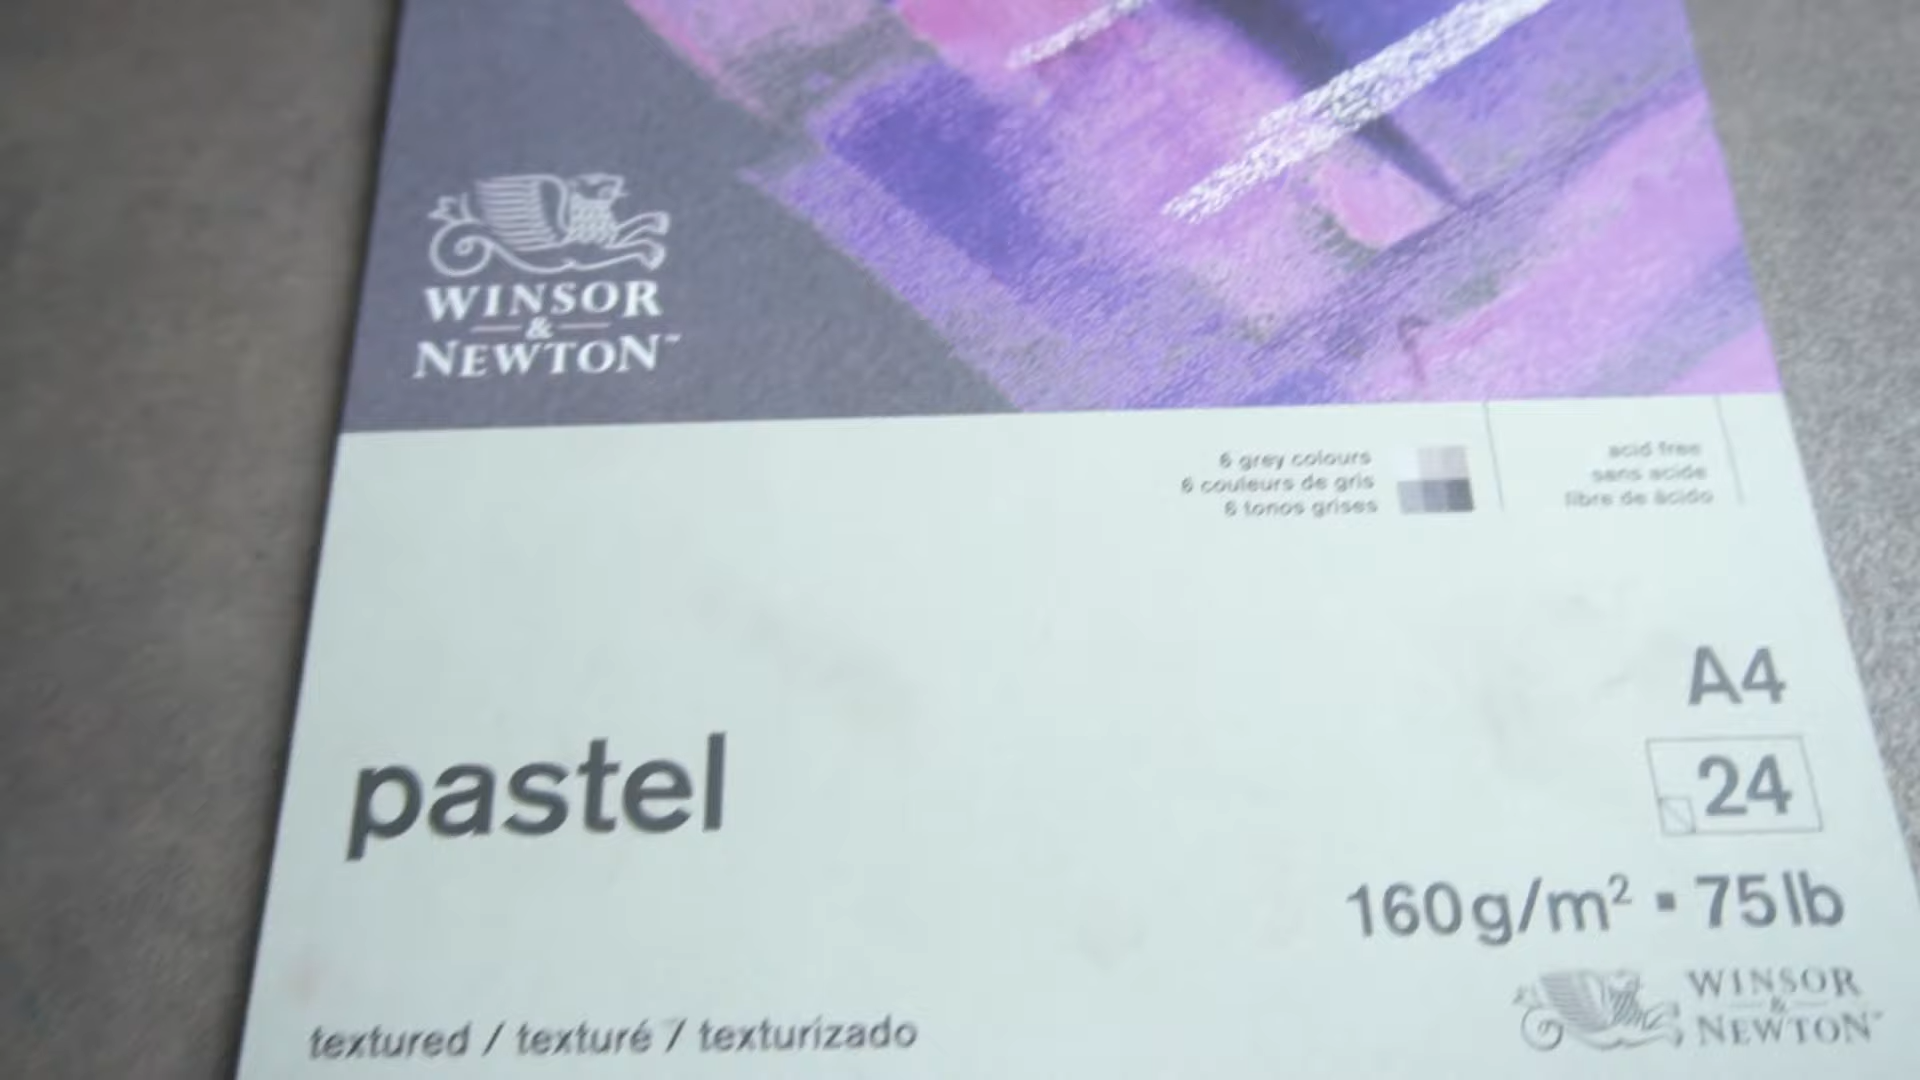 WINSOR
&
NEWTON™
6 grey colours
6 couleurs de gris
6 tonos grises
acid free
sans acide
libre de ácido
A4
24
pastel
160g/m² ▪ 75lb
textured / texturé / texturizado
WINSOR
&
NEWTON™